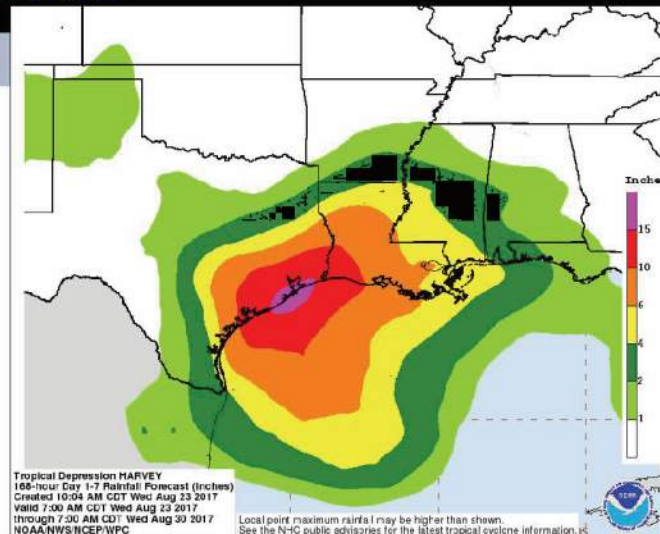 Inches
15
10
6
4
2
1
Tropical Depression HARVEY
168-hour Day 1-7 Rainfall Forecast (Inches)
Created 10:04 AM CDT Wed Aug 23 2017
Valid 7:00 AM CDT Wed Aug 23 2017
through 7:00 AM CDT Wed Aug 30 2017
NOAA/NWS/NCEP/WPC
Local point maximum rainfall may be higher than shown.
See the NHC public advisories for the latest tropical cyclone information.